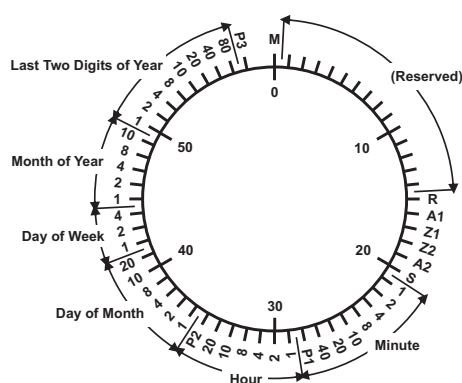 M
(Reserved)
R
A1
Z1
Z2
A2
S
1
2
4
8
10
20
40
P1
Minute
1
2
4
8
10
20
P2
Hour
1
2
4
8
10
20
Day of Month
1
2
4
Day of Week
1
2
4
8
10
Month of Year
1
2
4
8
10
20
40
80
Last Two Digits of Year
P3
0
10
20
30
40
50